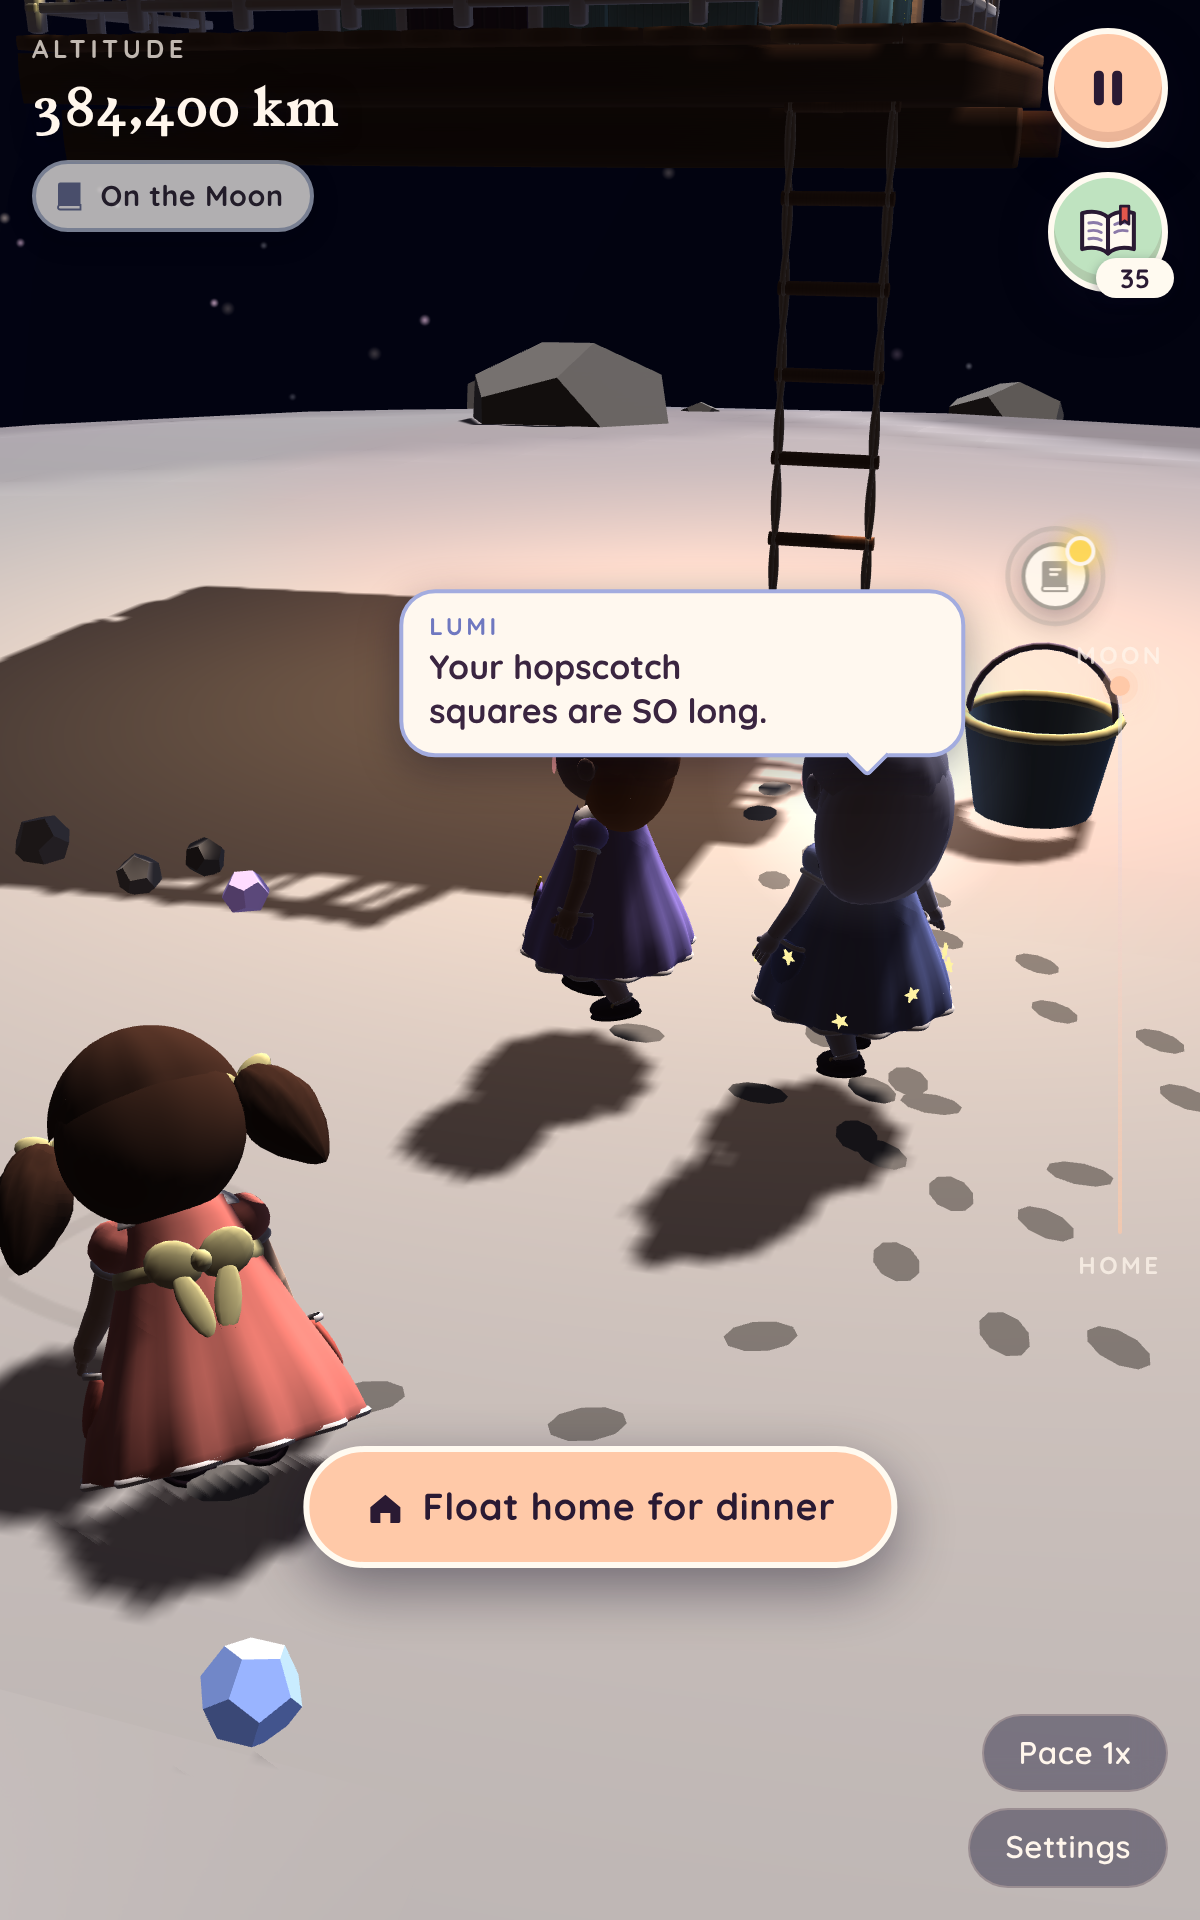 ALTITUDE
384,400 km
On the Moon
35
LUMI
Your hopscotch
squares are SO long.
MOON
HOME
Float home for dinner
Pace 1x
Settings